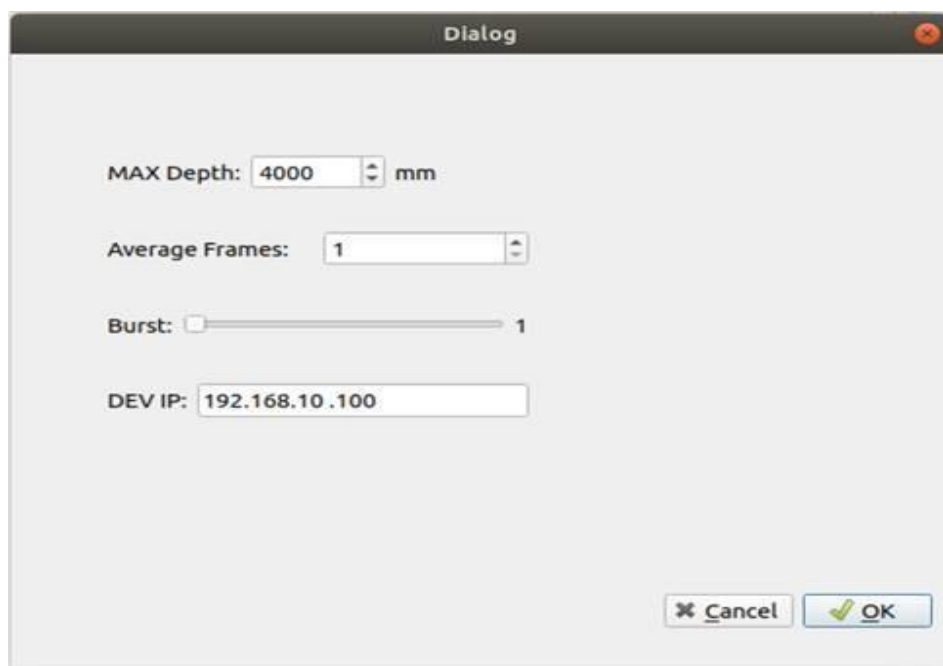 Dialog
MAX Depth: 4000 mm
Average Frames: 1
Burst: 1
DEV IP: 192.168.10 .100
Cancel OK